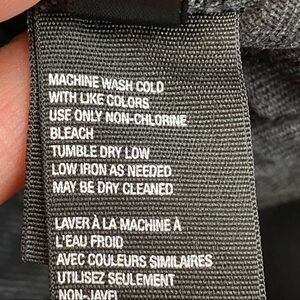 MACHINE WASH COLD
WITH LIKE COLORS
USE ONLY NON-CHLORINE
BLEACH
TUMBLE DRY LOW
LOW IRON AS NEEDED
MAY BE DRY CLEANED
LAVER À LA MACHINE À
L'EAU FROID
AVEC COULEURS SIMILAIRES
UTILISEZ SEULEMENT
NON-JAVEL